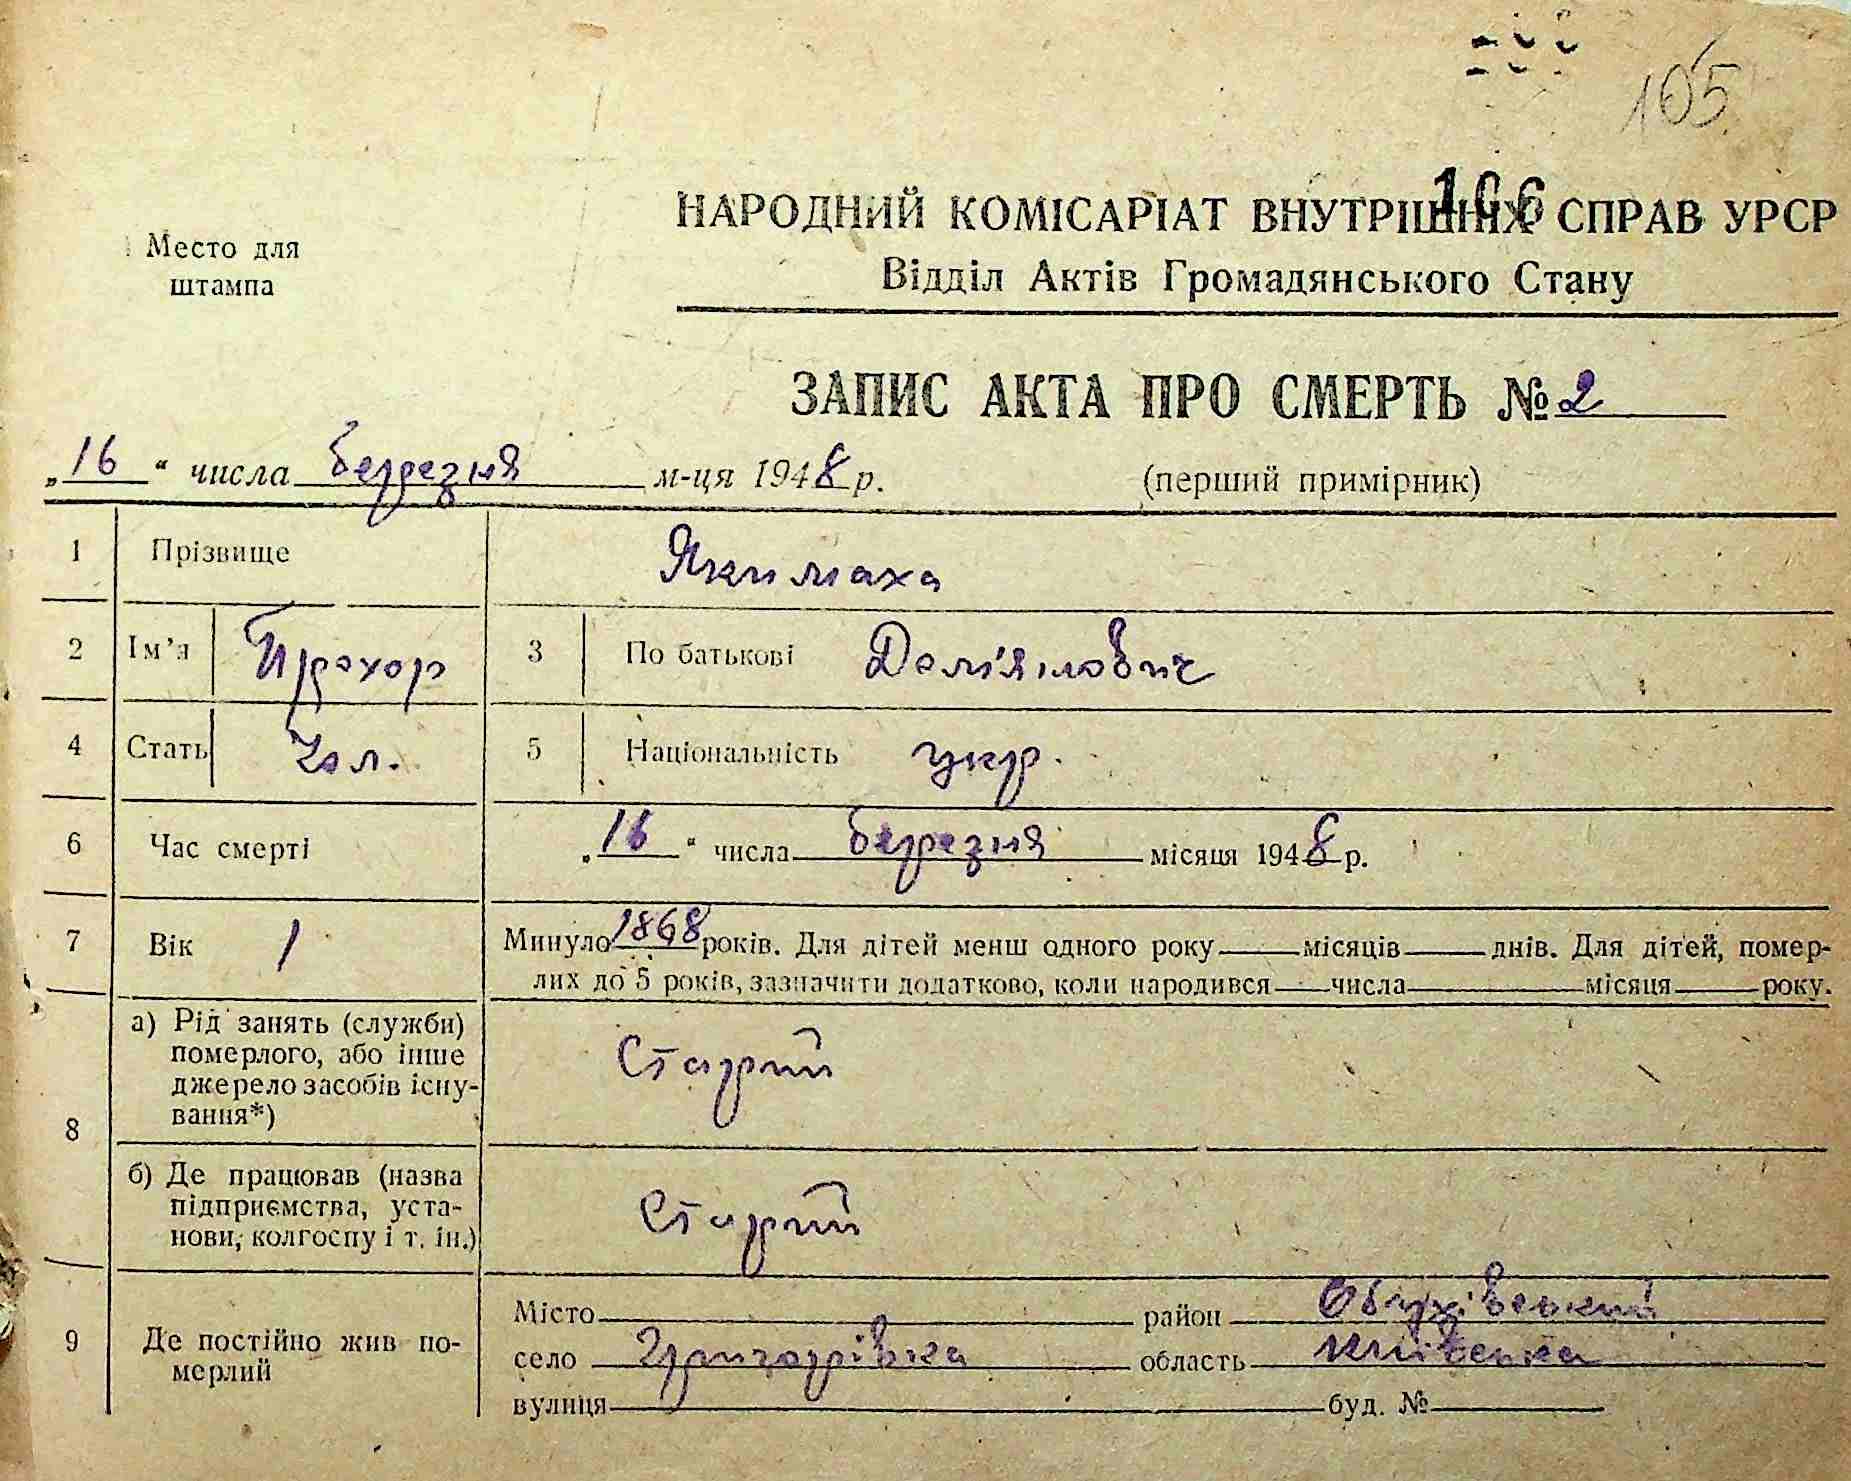 105
106
НАРОДНИЙ КОМІСАРІАТ ВНУТРІШНІХ СПРАВ УРСР
Место для
штампа
Відділ Актів Громадянського Стану
ЗАПИС АКТА ПРО СМЕРТЬ № 2
„16“ числа березня м-ця 1948 р. (перший примірник)
1 Прізвище Якимаха
2 Ім’я Прохор 3 По батькові Дем'янович
4 Стать Чол. 5 Національність укр.
6 Час смерті „16“ числа березня місяця 1948 р.
7 Вік 1 Минуло 1868 років. Для дітей менш одного року місяців днів. Для дітей, помер-
лих до 5 років, зазначити додатково, коли народився числа місяця року.
8 а) Рід занять (служби)
померлого, або інше
джерело засобів існу-
вання*) Старий
б) Де працював (назва
підприємства, уста-
нови, колгоспу і т. ін.) Старий
9 Де постійно жив по-
мерлий
Місто район Обухівський
село Григорівка область Київська
вулиця буд. №